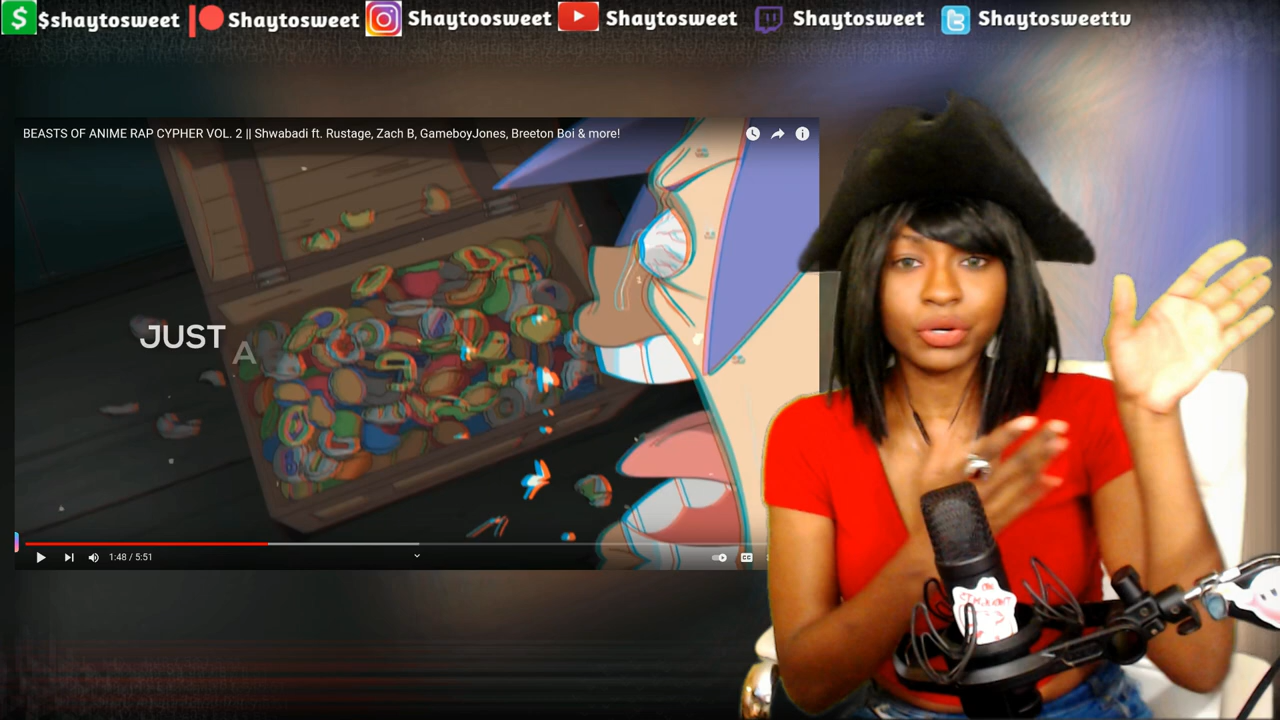 $shaytosweet Shaytosweet Shaytoosweet Shaytosweet Shaytosweet Shaytosweettv
BEASTS OF ANIME RAP CYPHER VOL. 2 || Shwabadi ft. Rustage, Zach B, GameboyJones, Breeton Boi & more!
JUST
A
1:48 / 5:51